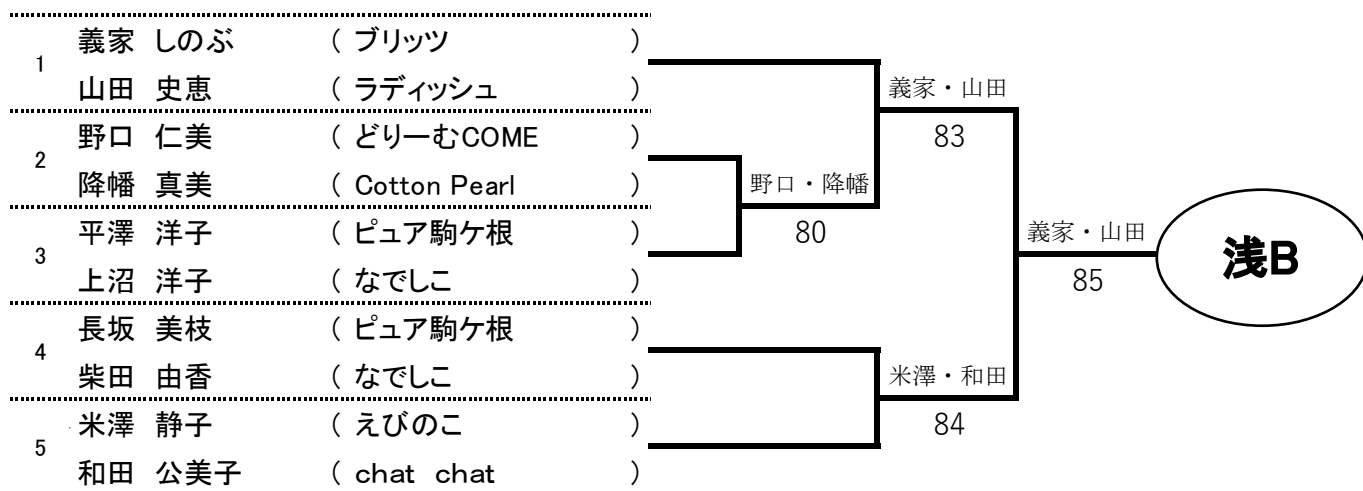 1
義家 しのぶ ( ブリッツ )
山田 史恵 ( ラディッシュ )
2
野口 仁美 ( どりーむCOME )
降幡 真美 ( Cotton Pearl )
3
平澤 洋子 ( ピュア駒ケ根 )
上沼 洋子 ( なでしこ )
4
長坂 美枝 ( ピュア駒ケ根 )
柴田 由香 ( なでしこ )
5
米澤 静子 ( えびのこ )
和田 公美子 ( chat chat )
野口・降幡
80
義家・山田
83
米澤・和田
84
義家・山田
85
浅B